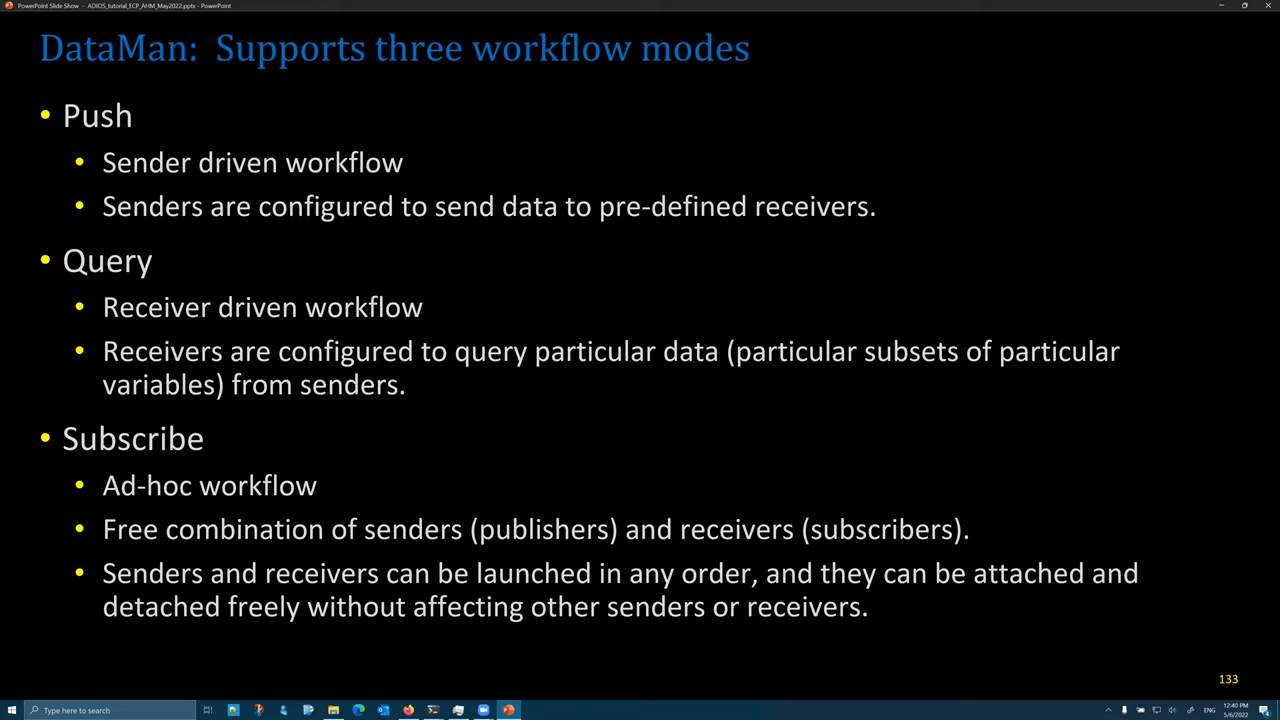 PowerPoint Slide Show - ADIOS_tutorial_ECP_AHM_May2022.pptx - PowerPoint
DataMan: Supports three workflow modes
• Push
• Sender driven workflow
• Senders are configured to send data to pre-defined receivers.
• Query
• Receiver driven workflow
• Receivers are configured to query particular data (particular subsets of particular
variables) from senders.
• Subscribe
• Ad-hoc workflow
• Free combination of senders (publishers) and receivers (subscribers).
• Senders and receivers can be launched in any order, and they can be attached and
detached freely without affecting other senders or receivers.
133
Type here to search
ENG
12:40 PM
5/6/2022